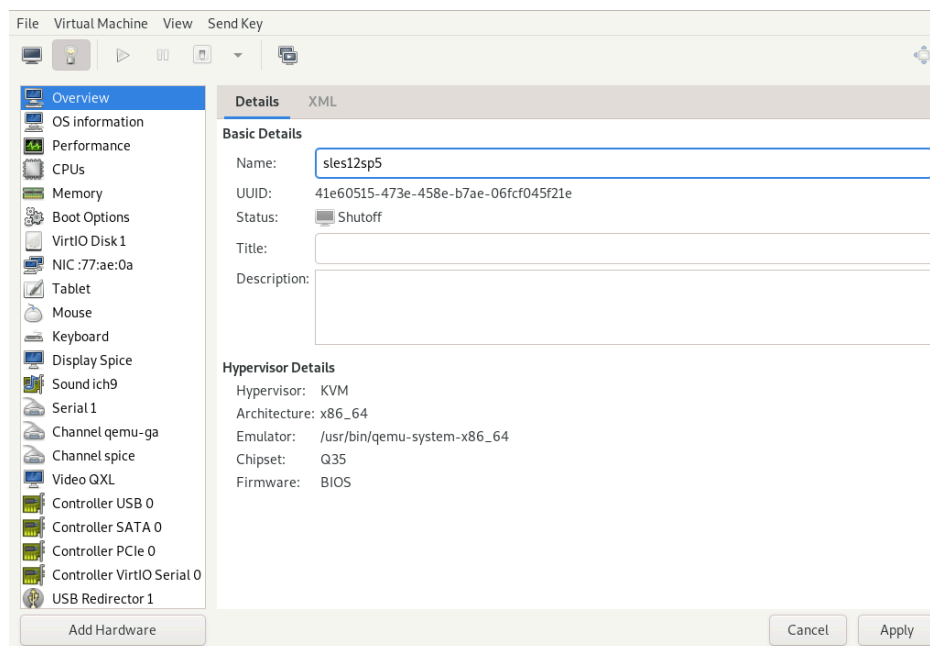 File Virtual Machine View Send Key
Overview
OS information
Performance
CPUs
Memory
Boot Options
VirtIO Disk 1
NIC :77:ae:0a
Tablet
Mouse
Keyboard
Display Spice
Sound ich9
Serial 1
Channel qemu-ga
Channel spice
Video QXL
Controller USB 0
Controller SATA 0
Controller PCIe 0
Controller VirtIO Serial 0
USB Redirector 1
Add Hardware
Details XML
Basic Details
Name: sles12sp5
UUID: 41e60515-473e-458e-b7ae-06fcf045f21e
Status: Shutoff
Title:
Description:
Hypervisor Details
Hypervisor: KVM
Architecture: x86_64
Emulator: /usr/bin/qemu-system-x86_64
Chipset: Q35
Firmware: BIOS
Cancel Apply